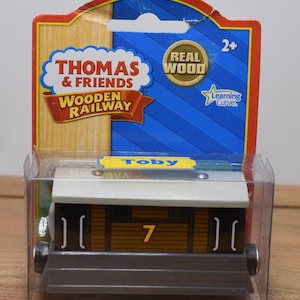 THOMAS
& FRIENDS
WOODEN
RAILWAY
REAL
WOOD
2+
Learning
Curve
Toby
7